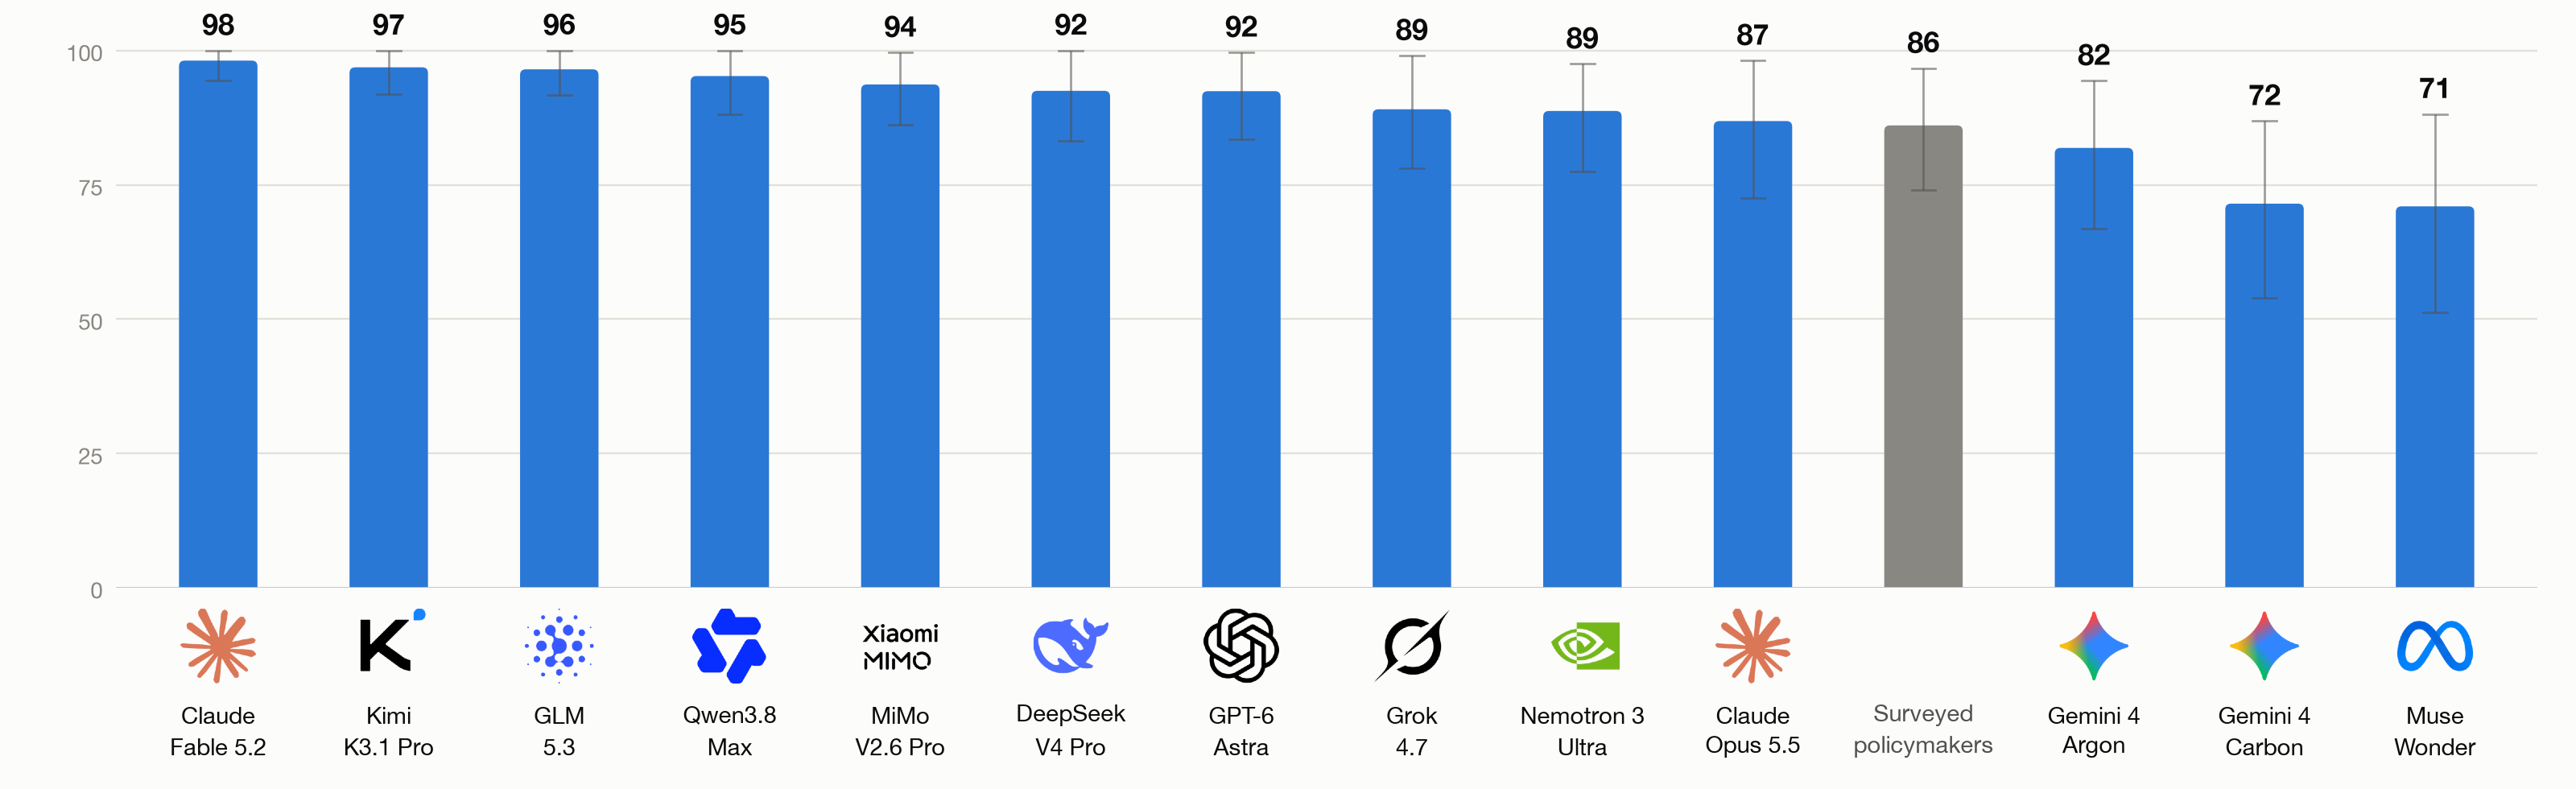 98 97 96 95 94 92 92 89 89 87 86 82 72 71
100
75
50
25
0
Xiaomi
MIMO
Claude Kimi GLM Qwen3.8 MiMo DeepSeek GPT-6 Grok Nemotron 3 Claude Surveyed Gemini 4 Gemini 4 Muse
Fable 5.2 K3.1 Pro 5.3 Max V2.6 Pro V4 Pro Astra 4.7 Ultra Opus 5.5 policymakers Argon Carbon Wonder